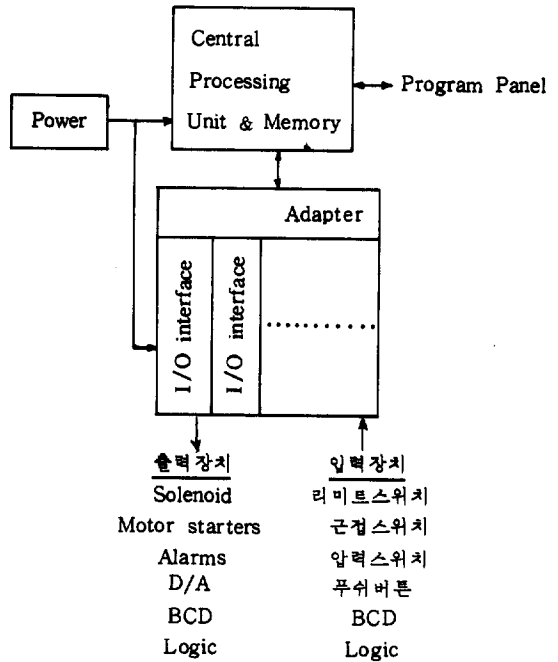 Central
Processing
Unit & Memory
Program Panel
Power
Adapter
I/O interface
I/O interface
출력장치
Solenoid
Motor starters
Alarms
D/A
BCD
Logic
입력장치
리미트스위치
근접스위치
압력스위치
푸쉬버튼
BCD
Logic